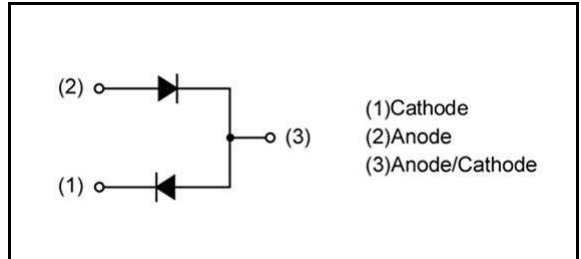 (2)
(3)
(1)
(1)Cathode
(2)Anode
(3)Anode/Cathode